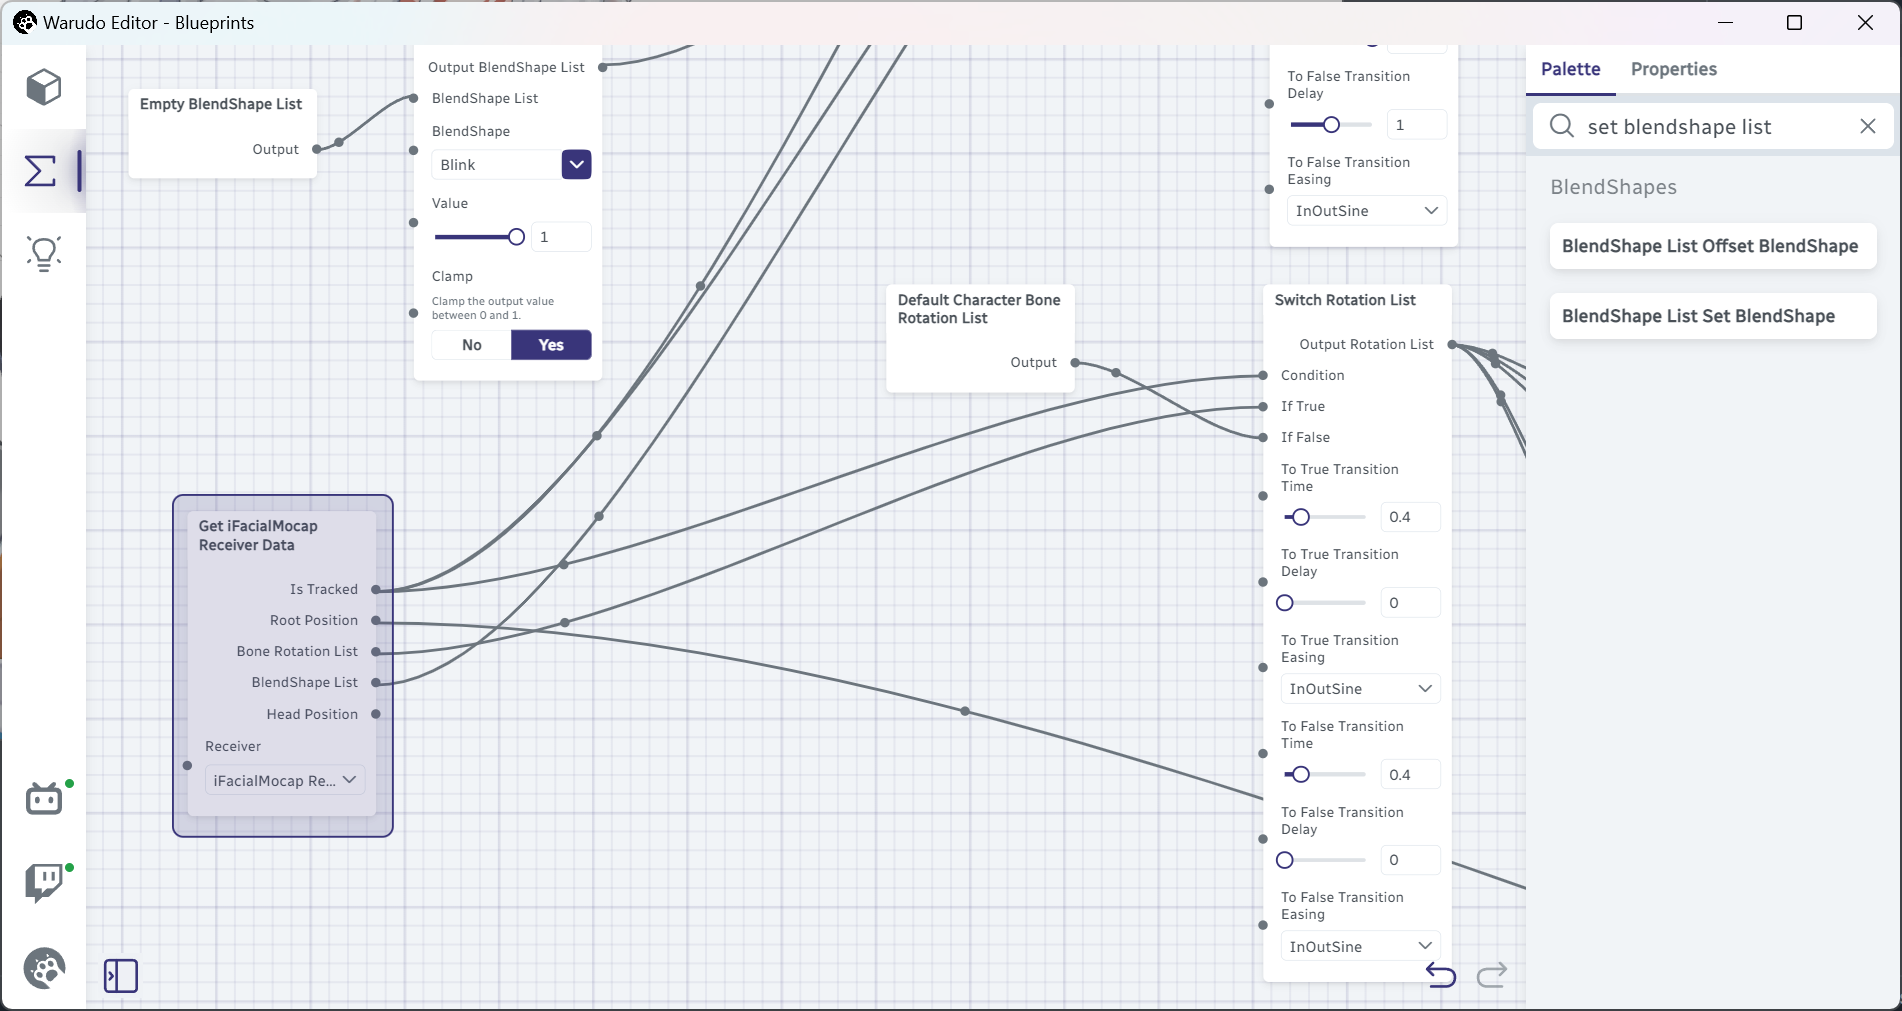 Warudo Editor - Blueprints
Empty BlendShape List
Output
Output BlendShape List
BlendShape List
BlendShape
Blink
Value
1
Clamp
Clamp the output value
between 0 and 1.
No
Yes
Get iFacialMocap
Receiver Data
Is Tracked
Root Position
Bone Rotation List
BlendShape List
Head Position
Receiver
iFacialMocap Re...
Default Character Bone
Rotation List
Output
To False Transition
Delay
1
To False Transition
Easing
InOutSine
Switch Rotation List
Output Rotation List
Condition
If True
If False
To True Transition
Time
0.4
To True Transition
Delay
0
To True Transition
Easing
InOutSine
To False Transition
Time
0.4
To False Transition
Delay
0
To False Transition
Easing
InOutSine
Palette
Properties
set blendshape list
BlendShapes
BlendShape List Offset BlendShape
BlendShape List Set BlendShape